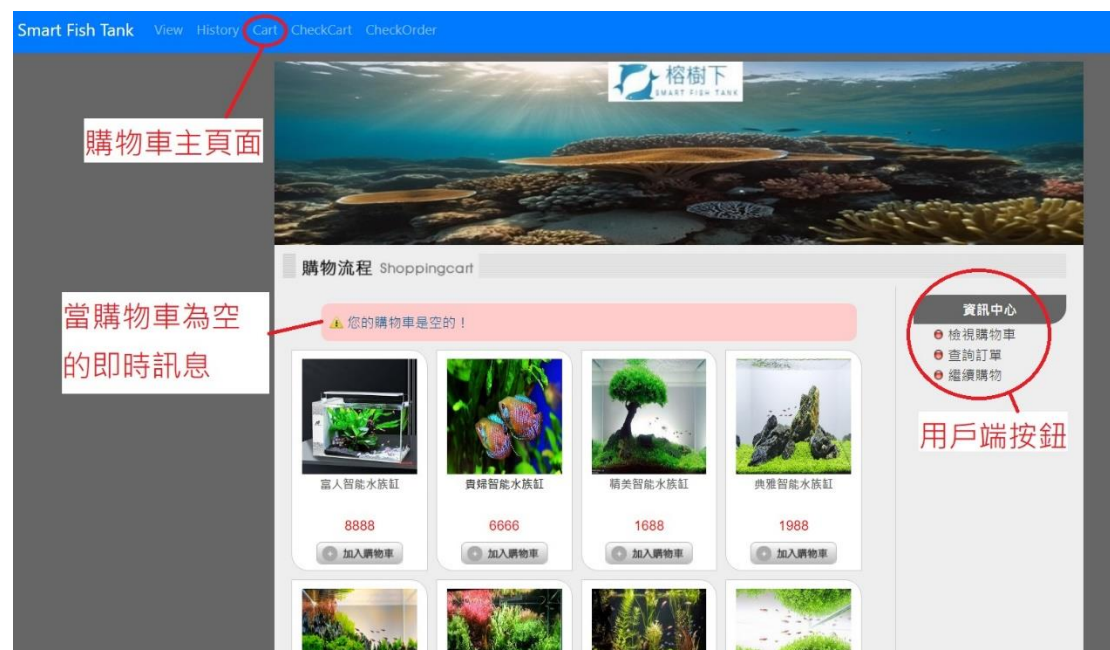 Smart Fish Tank View History Cart CheckCart CheckOrder
榕樹下
SMART FISH TANK
購物車主頁面
購物流程 Shoppingcart
當購物車為空
的即時訊息
您的購物車是空的！
資訊中心
檢視購物車
查詢訂單
繼續購物
用戶端按鈕
富人智能水族缸 貴婦智能水族缸 精美智能水族缸 典雅智能水族缸
8888 6666 1688 1988
加入購物車 加入購物車 加入購物車 加入購物車